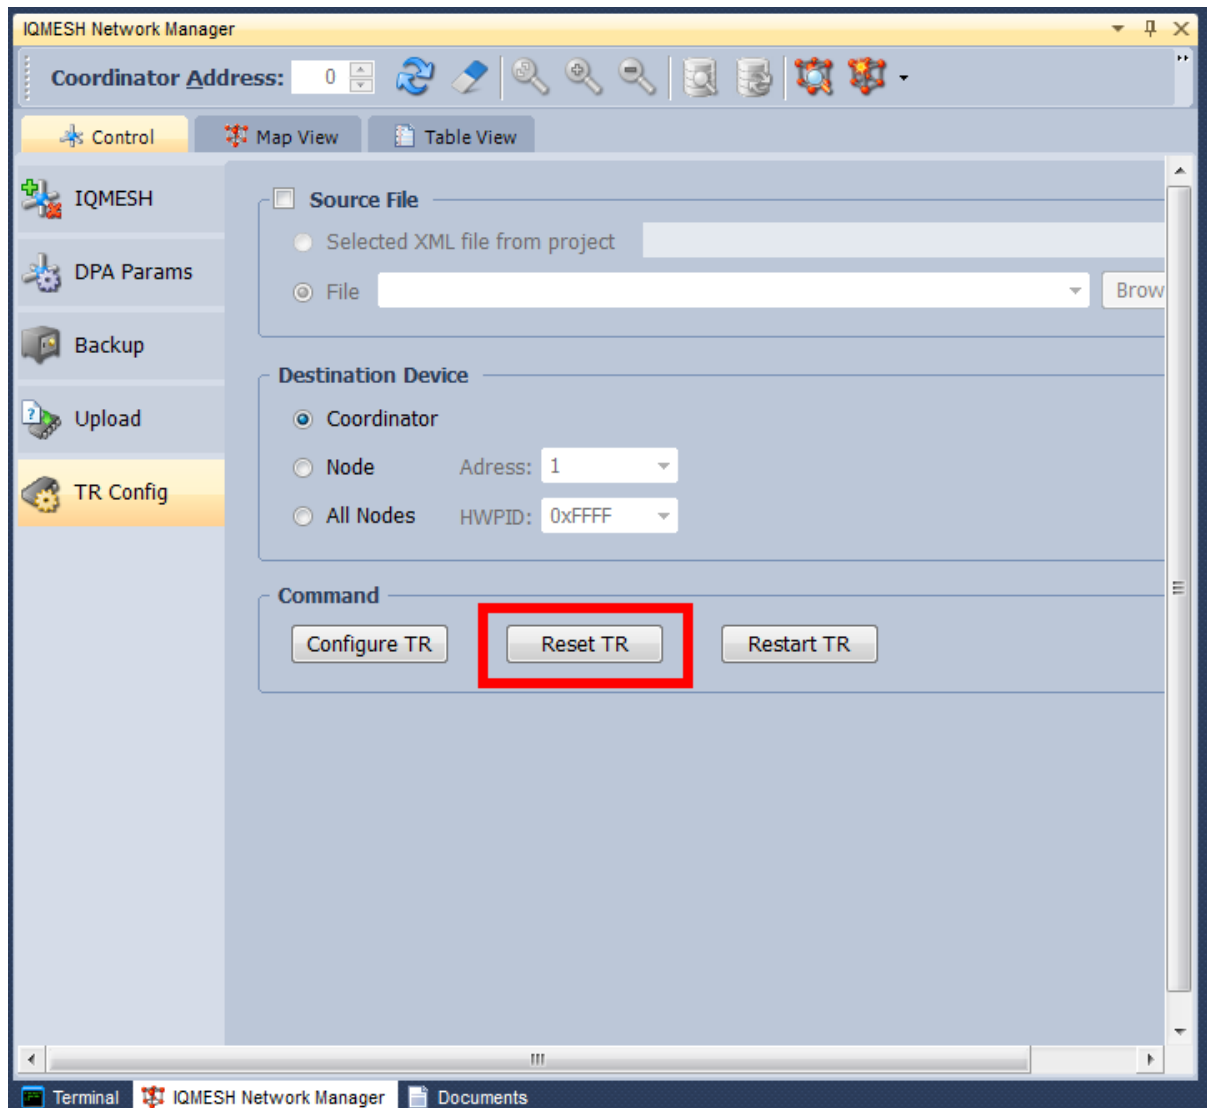 IQMESH Network Manager
Coordinator Address: 0
Control Map View Table View
IQMESH
DPA Params
Backup
Upload
TR Config
Source File
Selected XML file from project
File Brow
Destination Device
Coordinator
Node Adress: 1
All Nodes HWPID: 0xFFFF
Command
Configure TR Reset TR Restart TR
Terminal IQMESH Network Manager Documents